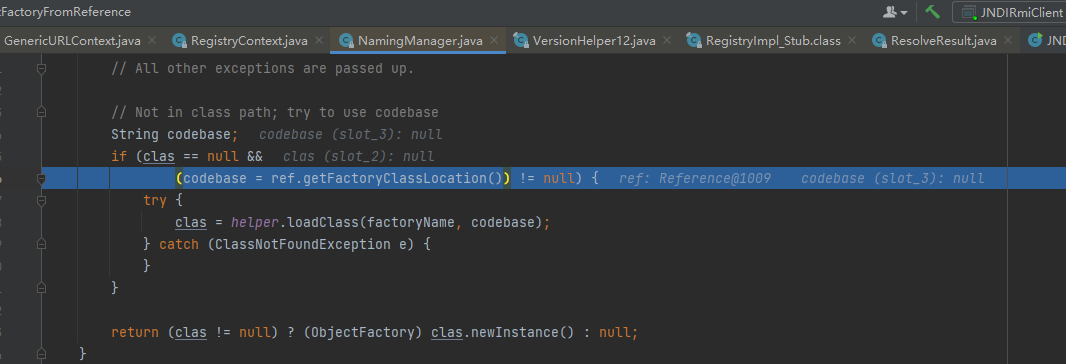 tFactoryFromReference
JNDIRmiClient
GenericURLContext.java RegistryContext.java NamingManager.java VersionHelper12.java RegistryImpl_Stub.class ResolveResult.java JND
// All other exceptions are passed up.
// Not in class path; try to use codebase
String codebase; codebase (slot_3): null
if (clas == null && clas (slot_2): null
(codebase = ref.getFactoryClassLocation()) != null) { ref: Reference@1009 codebase (slot_3): null
try {
clas = helper.loadClass(factoryName, codebase);
} catch (ClassNotFoundException e) {
}
}
return (clas != null) ? (ObjectFactory) clas.newInstance() : null;
}